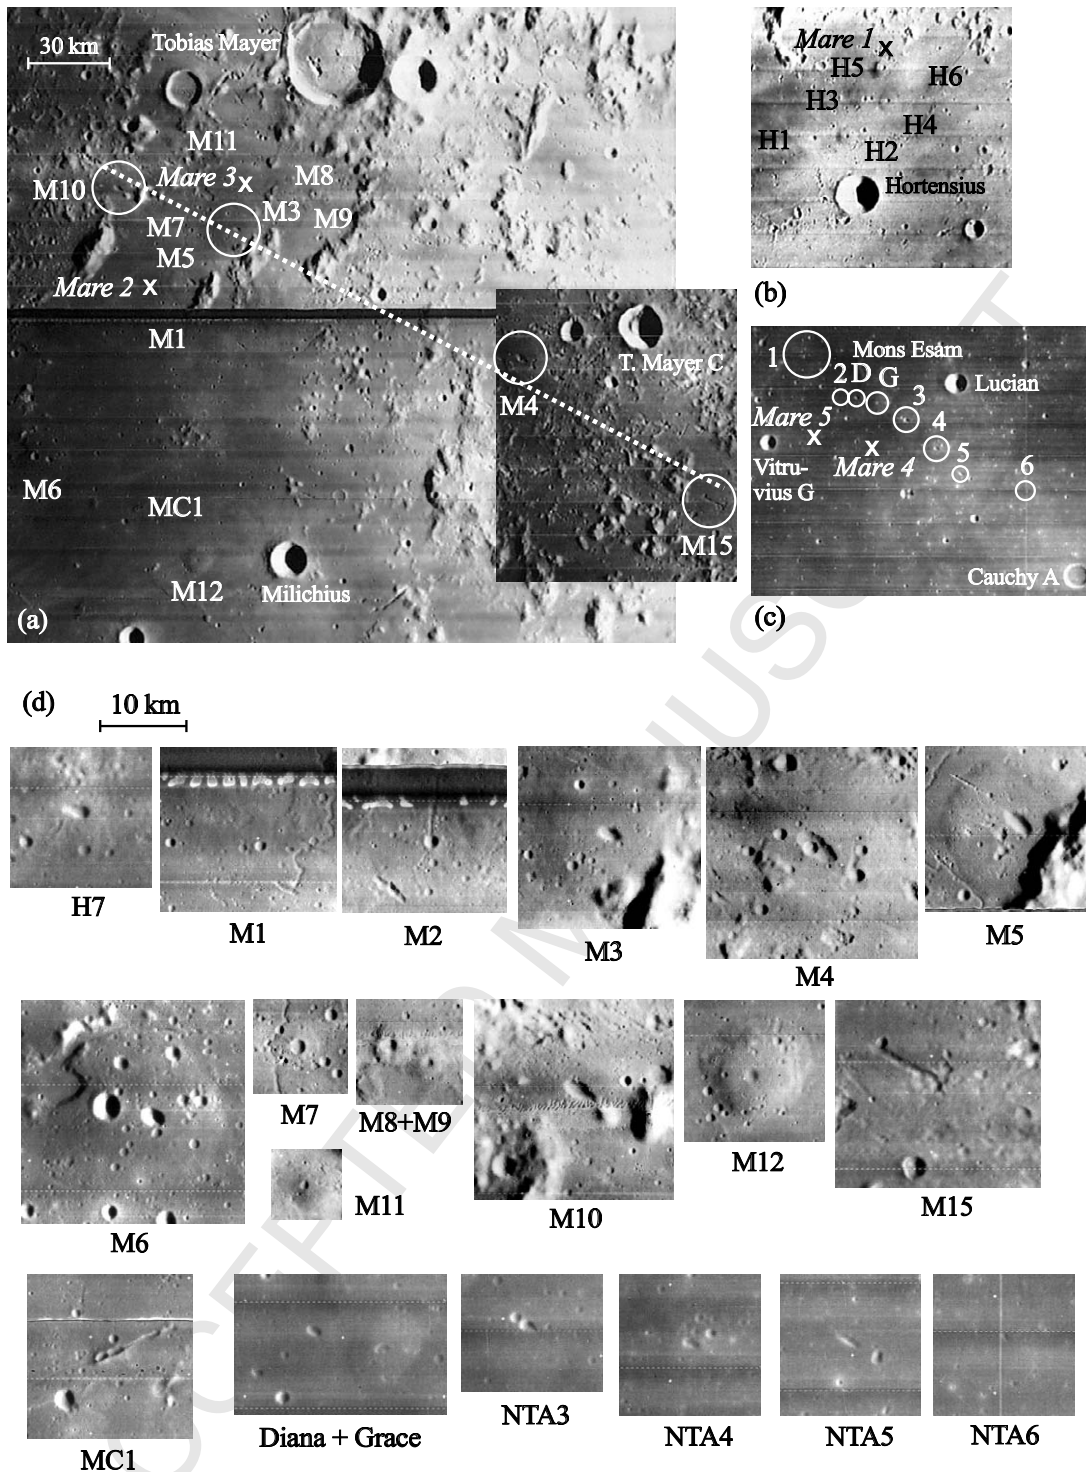 30 km
Tobias Mayer
M11
M10
Mare 3 x
M8
M3
M9
M7
M5
Mare 2 x
M1
M6
MC1
M12
Milichius
T. Mayer C
M4
M15
(a)
Mare 1 x
H5
H6
H3
H4
H1
H2
Hortensius
(b)
1
Mons Esam
2 D G
Lucian
3
Mare 5
x
4
x
Mare 4
5
6
Vitru-
vius G
Cauchy A
(c)
(d)
10 km
H7
M1
M2
M3
M4
M5
M6
M7
M8+M9
M11
M10
M12
M15
MC1
Diana + Grace
NTA3
NTA4
NTA5
NTA6